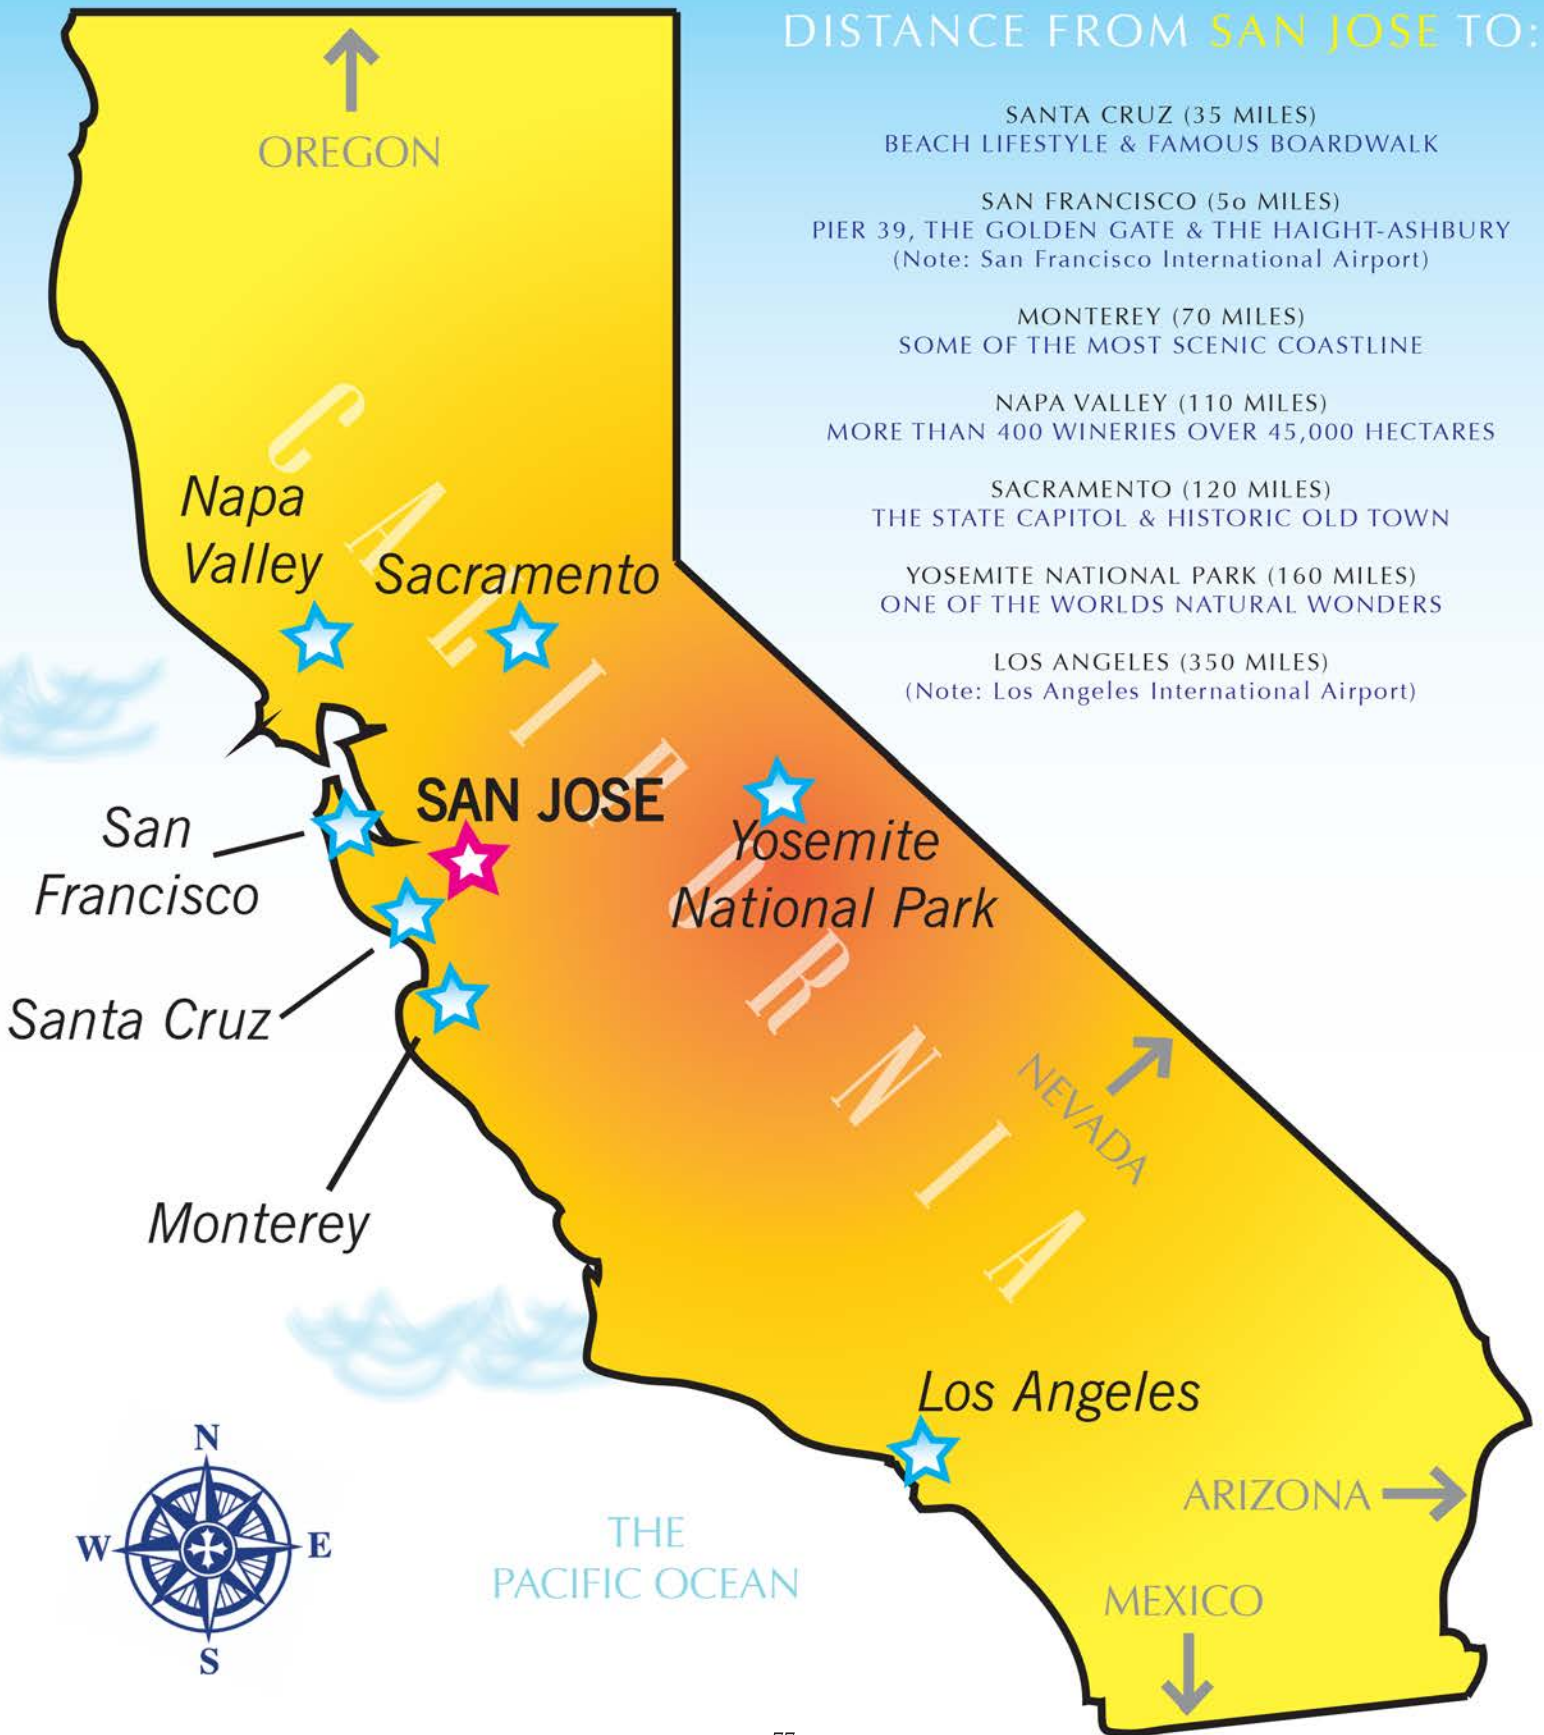 DISTANCE FROM SAN JOSE TO:
SANTA CRUZ (35 MILES)
BEACH LIFESTYLE & FAMOUS BOARDWALK
SAN FRANCISCO (5o MILES)
PIER 39, THE GOLDEN GATE & THE HAIGHT-ASHBURY
(Note: San Francisco International Airport)
MONTEREY (70 MILES)
SOME OF THE MOST SCENIC COASTLINE
NAPA VALLEY (110 MILES)
MORE THAN 400 WINERIES OVER 45,000 HECTARES
SACRAMENTO (120 MILES)
THE STATE CAPITOL & HISTORIC OLD TOWN
YOSEMITE NATIONAL PARK (160 MILES)
ONE OF THE WORLDS NATURAL WONDERS
LOS ANGELES (350 MILES)
(Note: Los Angeles International Airport)
OREGON
CALIFORNIA
Napa
Valley
Sacramento
SAN JOSE
San
Francisco
Yosemite
National Park
Santa Cruz
Monterey
NEVADA
Los Angeles
ARIZONA
MEXICO
THE
PACIFIC OCEAN
N
W
E
S